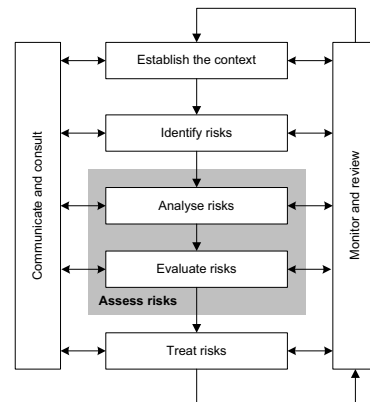 Establish the context
Identify risks
Analyse risks
Evaluate risks
Assess risks
Treat risks
Communicate and consult
Monitor and review